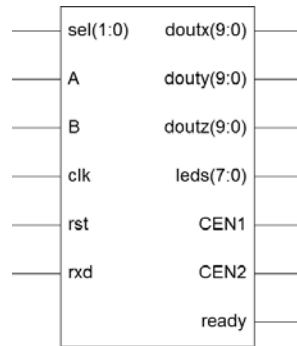 sel(1:0) doutx(9:0)
A douty(9:0)
B doutz(9:0)
clk leds(7:0)
rst CEN1
rxd CEN2
ready